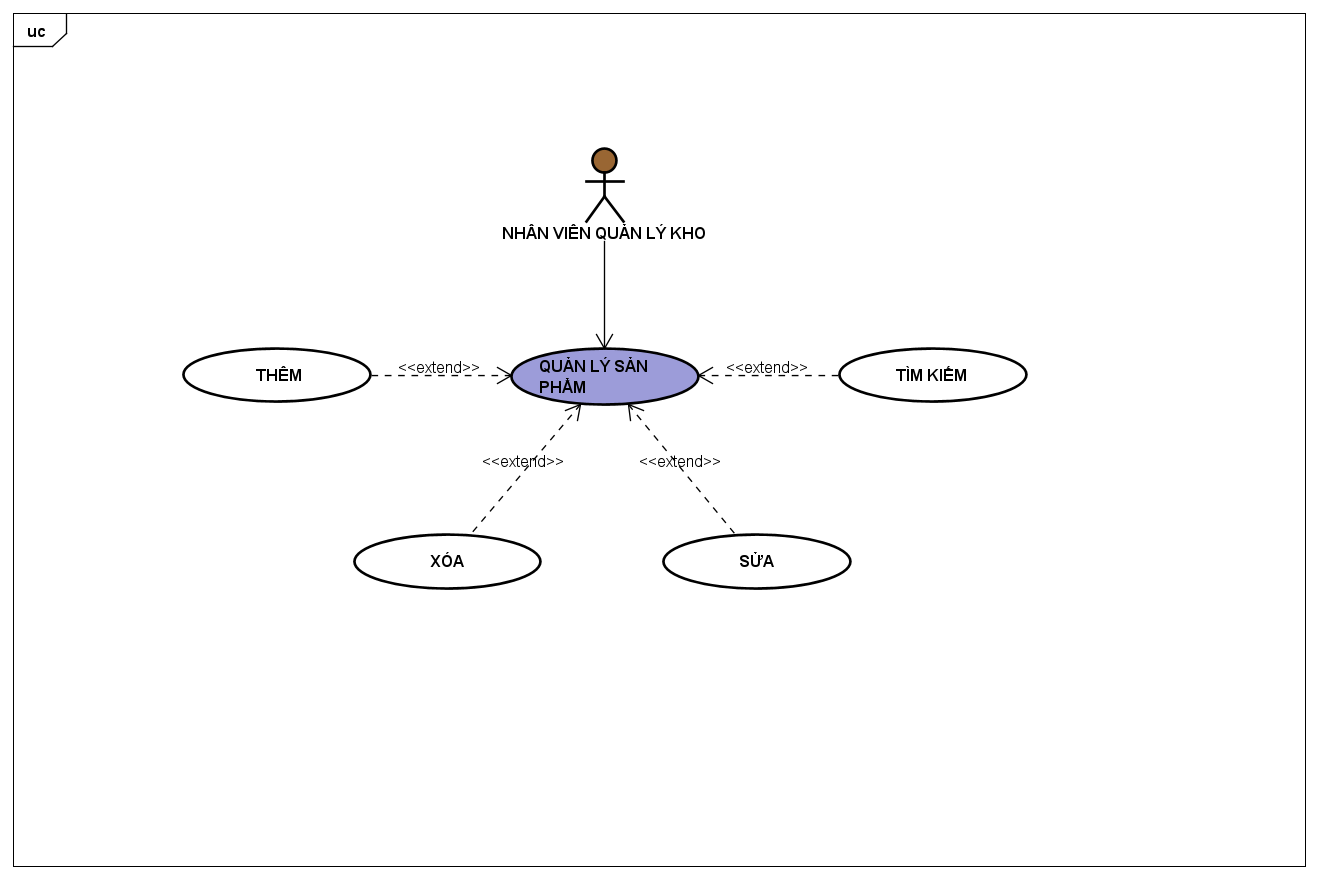 uc
NHÂN VIÊN QUẢN LÝ KHO
THÊM
<<extend>>
QUẢN LÝ SẢN
PHẨM
<<extend>>
TÌM KIẾM
<<extend>>
<<extend>>
XÓA
SỬA